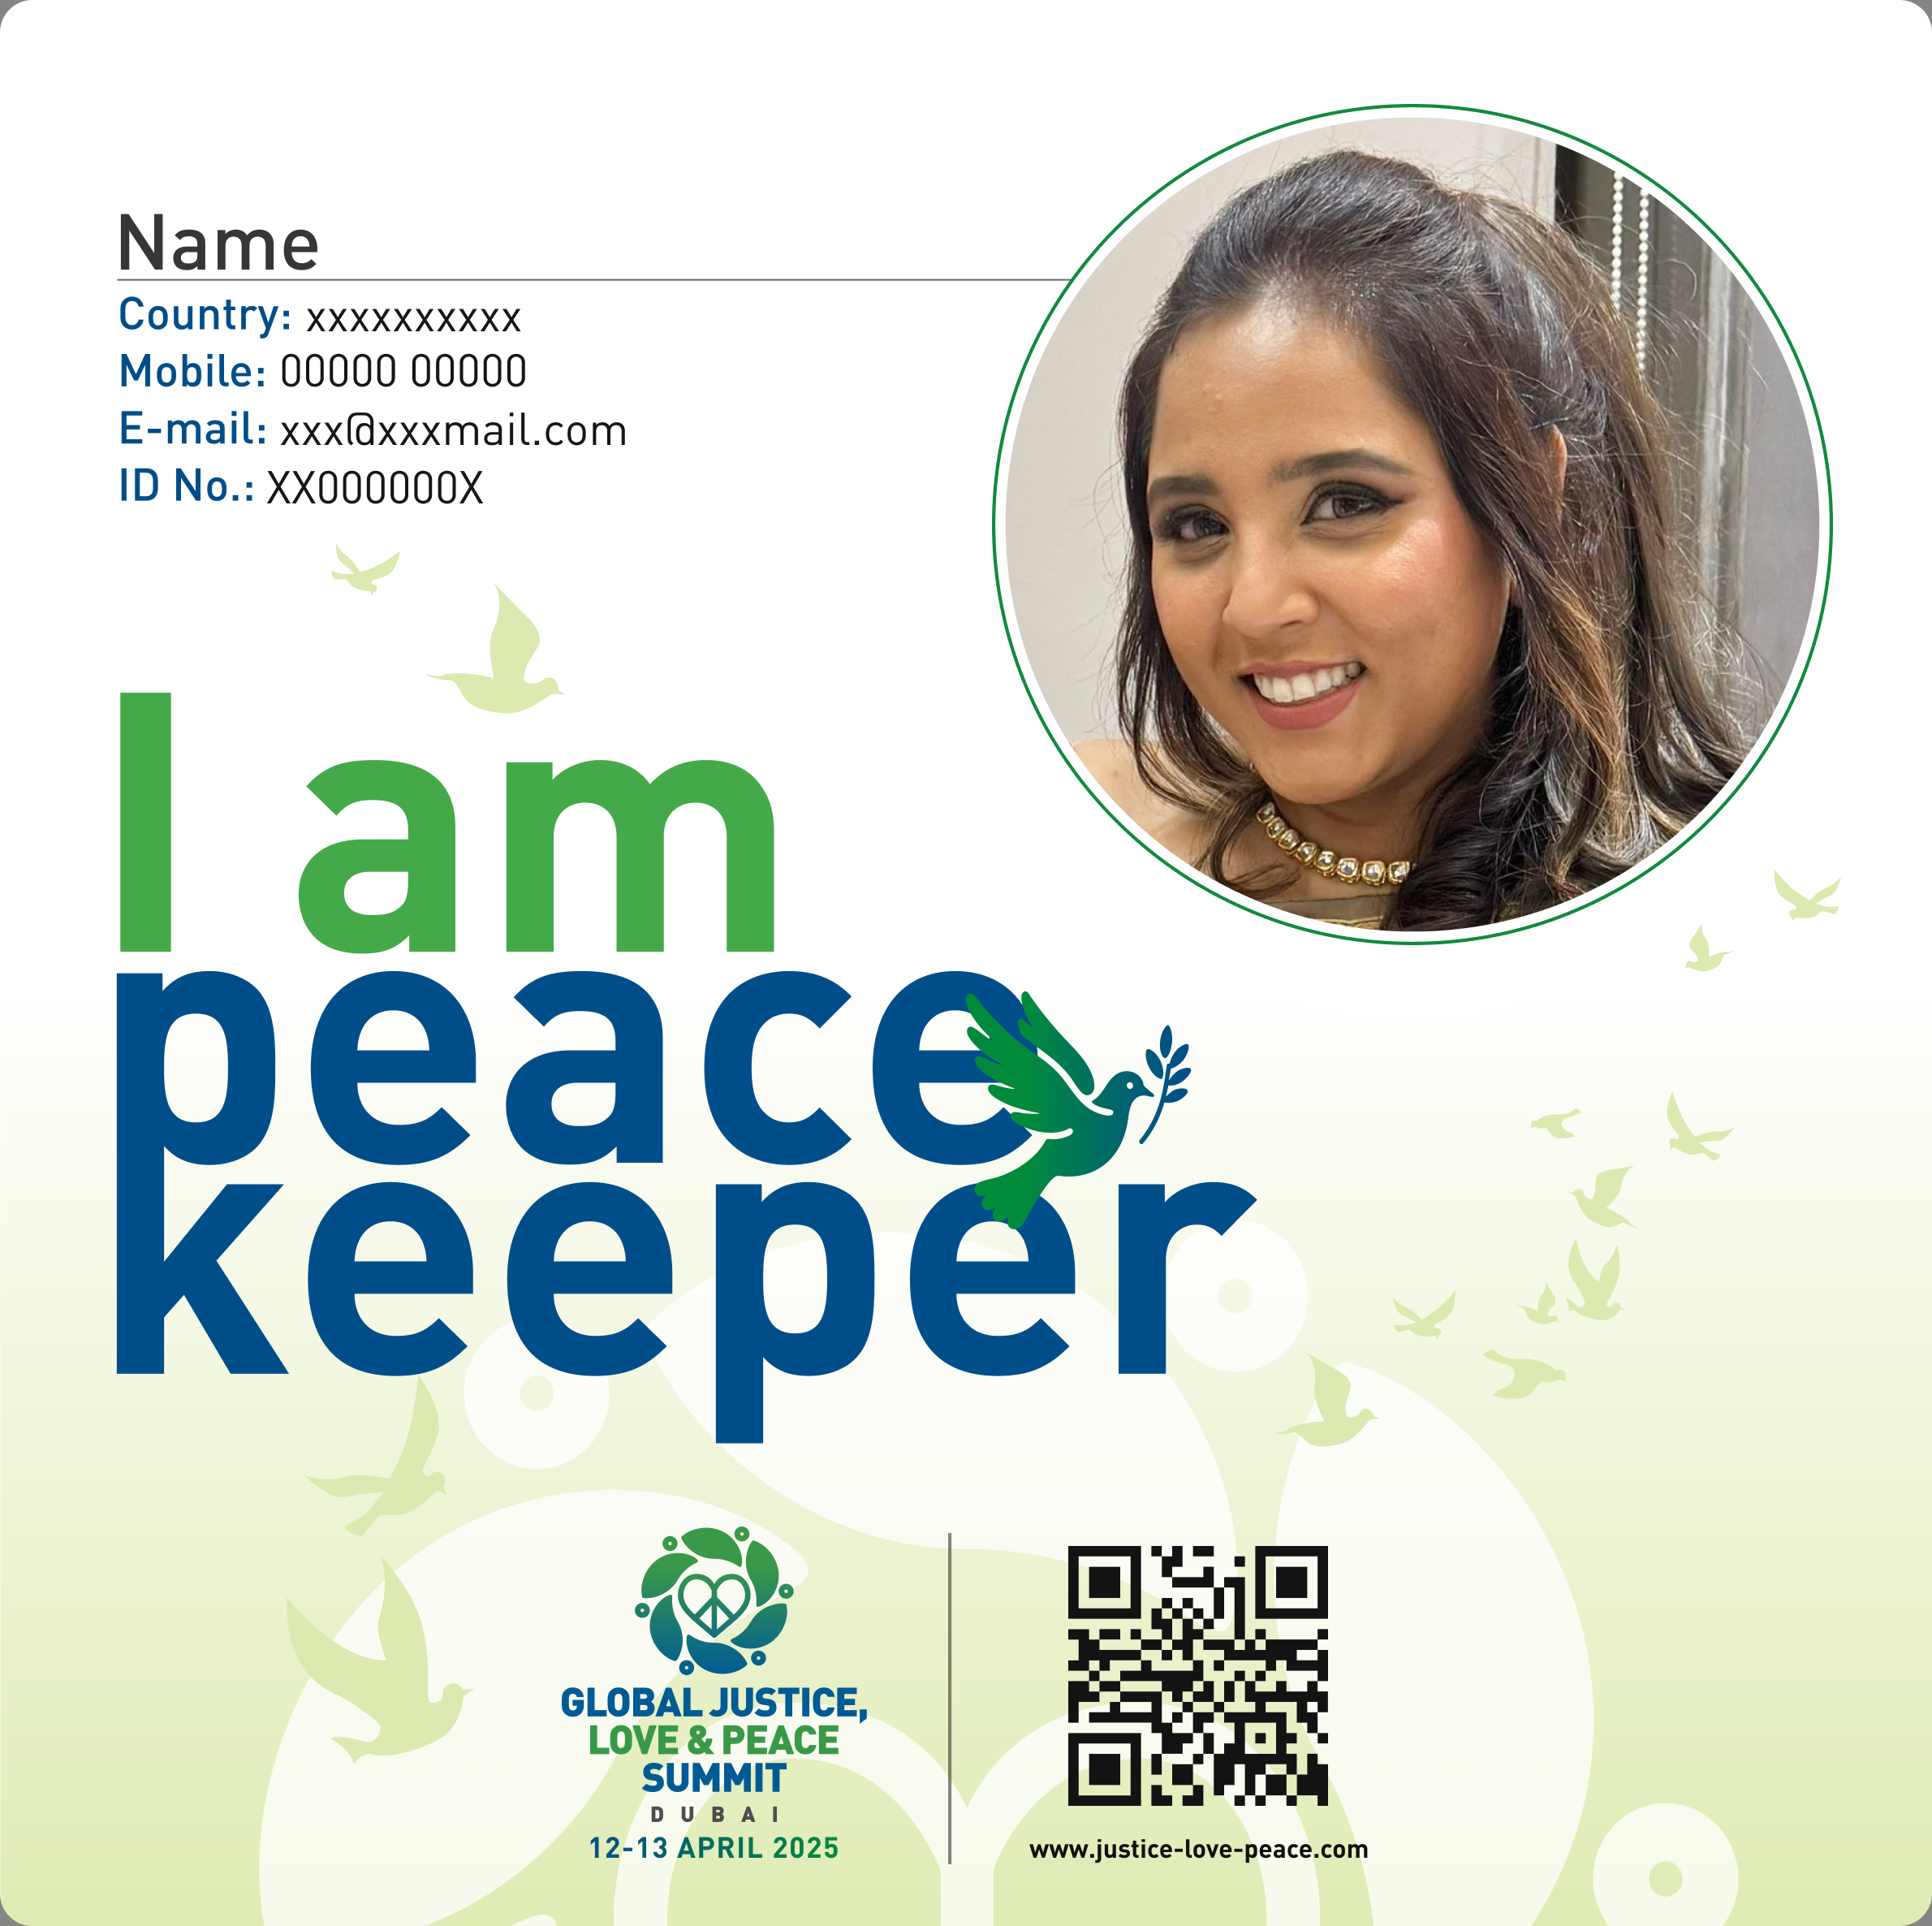 Name
Country: xxxxxxxxxx
Mobile: 00000 00000
E-mail: xxx@xxxmail.com
ID No.: XX000000X
I am
peace
keeper
GLOBAL JUSTICE,
LOVE & PEACE
SUMMIT
DUBAI
12-13 APRIL 2025
www.justice-love-peace.com